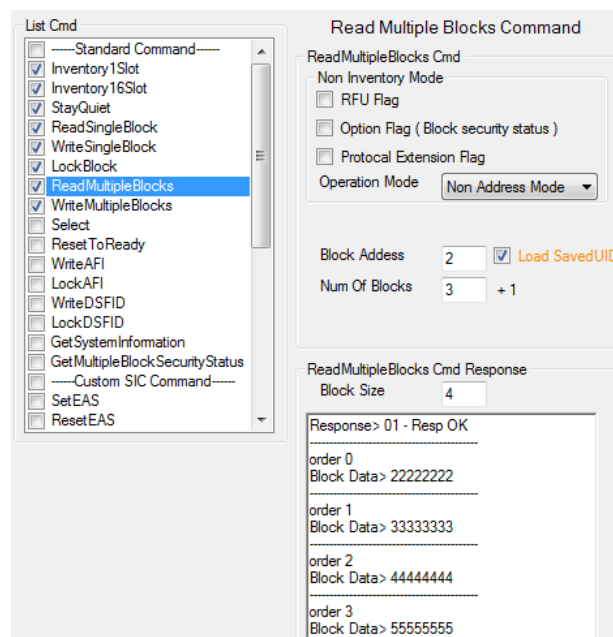 List Cmd
------Standard Command------
Inventory1Slot
Inventory16Slot
StayQuiet
ReadSingleBlock
WriteSingleBlock
LockBlock
ReadMultipleBlocks
WriteMultipleBlocks
Select
ResetToReady
WriteAFI
LockAFI
WriteDSFID
LockDSFID
GetSystemInformation
GetMultipleBlockSecurityStatus
------Custom SIC Command------
SetEAS
ResetEAS
Read Multiple Blocks Command
ReadMultipleBlocks Cmd
Non Inventory Mode
RFU Flag
Option Flag ( Block security status )
Protocal Extension Flag
Operation Mode Non Address Mode
Block Addess 2 Load SavedUID
Num Of Blocks 3 + 1
ReadMultipleBlocks Cmd Response
Block Size 4
Response> 01 - Resp OK
------------------------------------------
order 0
Block Data> 22222222
------------------------------------------
order 1
Block Data> 33333333
------------------------------------------
order 2
Block Data> 44444444
------------------------------------------
order 3
Block Data> 55555555